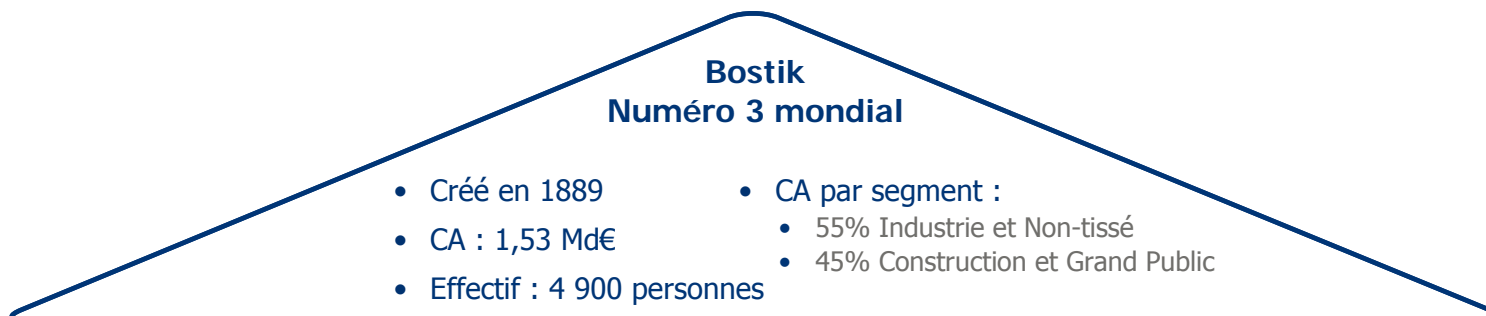 Bostik
Numéro 3 mondial
• Créé en 1889
• CA : 1,53 Md€
• Effectif : 4 900 personnes
• CA par segment :
• 55% Industrie et Non-tissé
• 45% Construction et Grand Public